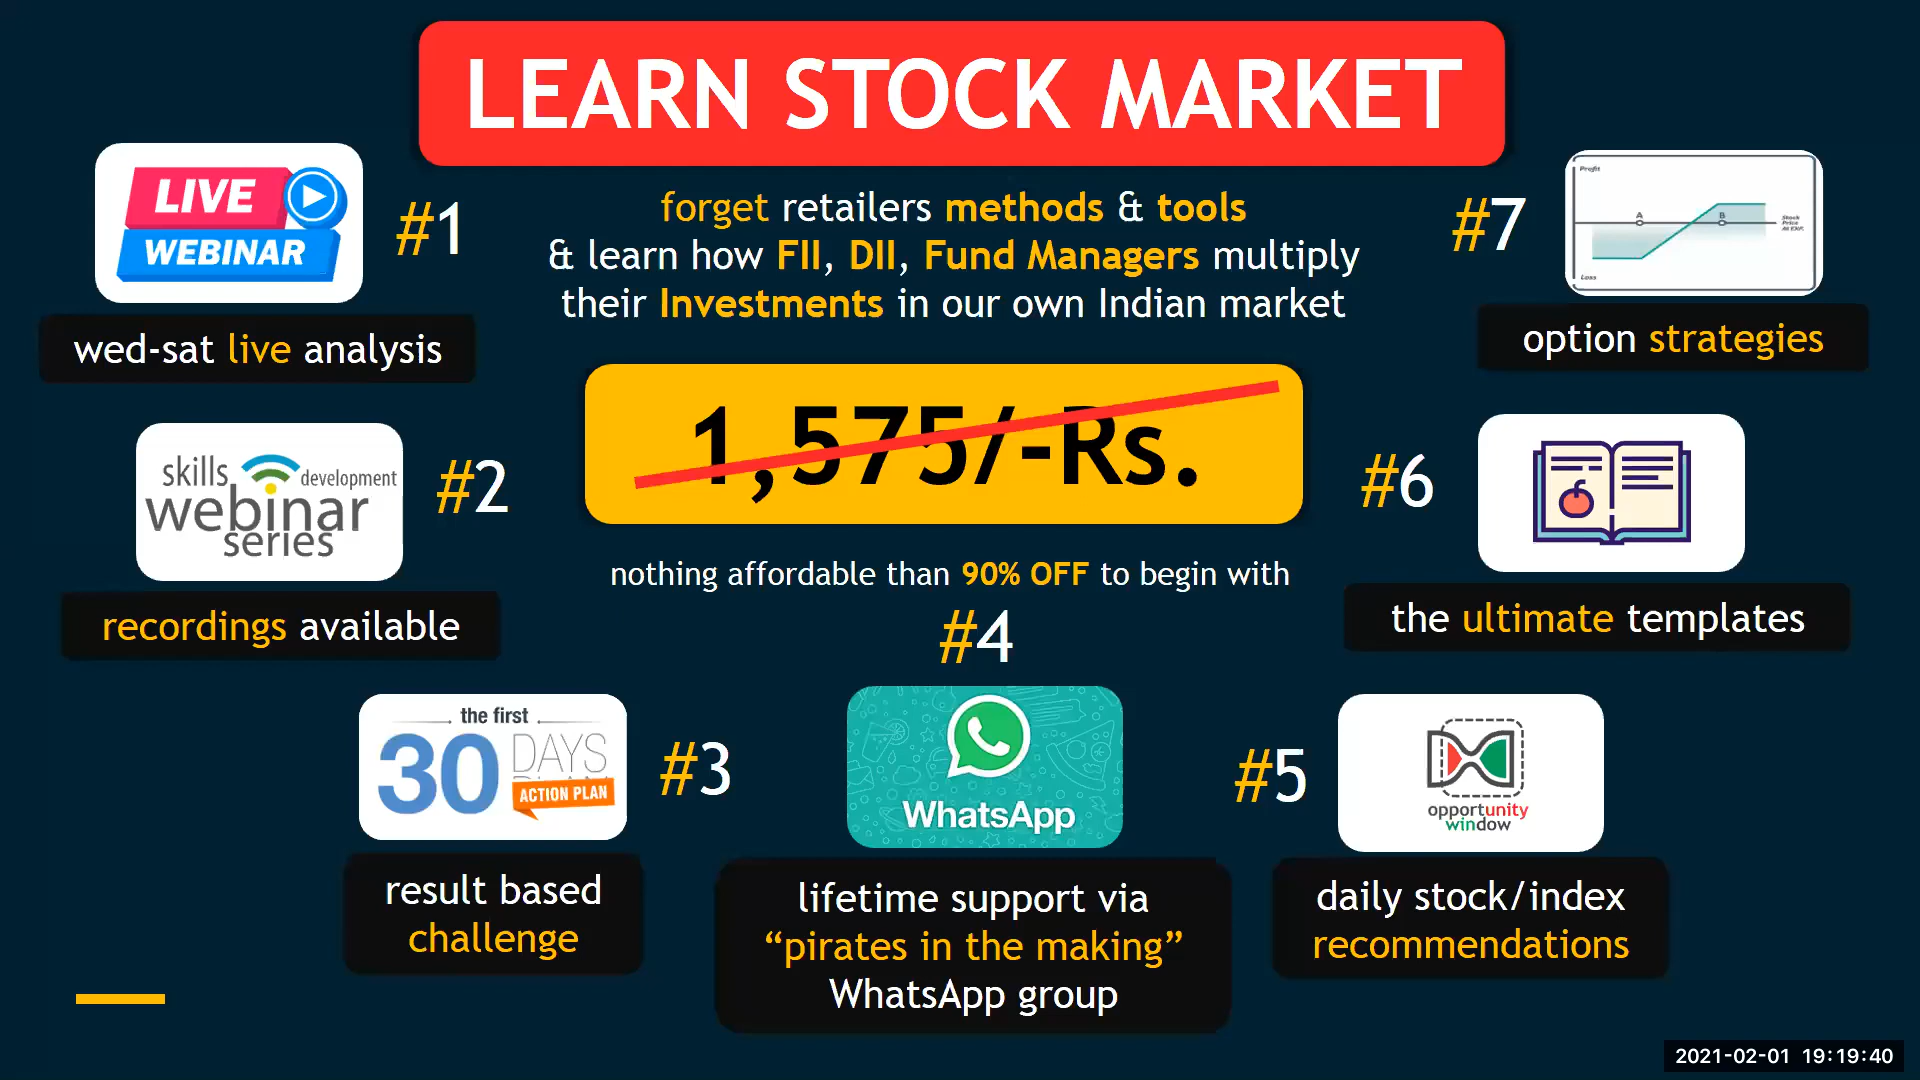 LEARN STOCK MARKET
forget retailers methods & tools
& learn how FII, DII, Fund Managers multiply
their Investments in our own Indian market
LIVE
WEBINAR
#1
wed-sat live analysis
skills development
webinar
series
#2
recordings available
1,575/-Rs.
nothing affordable than 90% OFF to begin with
the first
30 DAYS
ACTION PLAN
#3
result based
challenge
#4
WhatsApp
lifetime support via
“pirates in the making”
WhatsApp group
#5
opportunity
window
daily stock/index
recommendations
#6
the ultimate templates
#7
Profit
A
B
Stock
Price
Loss
option strategies
2021-02-01 19:19:40